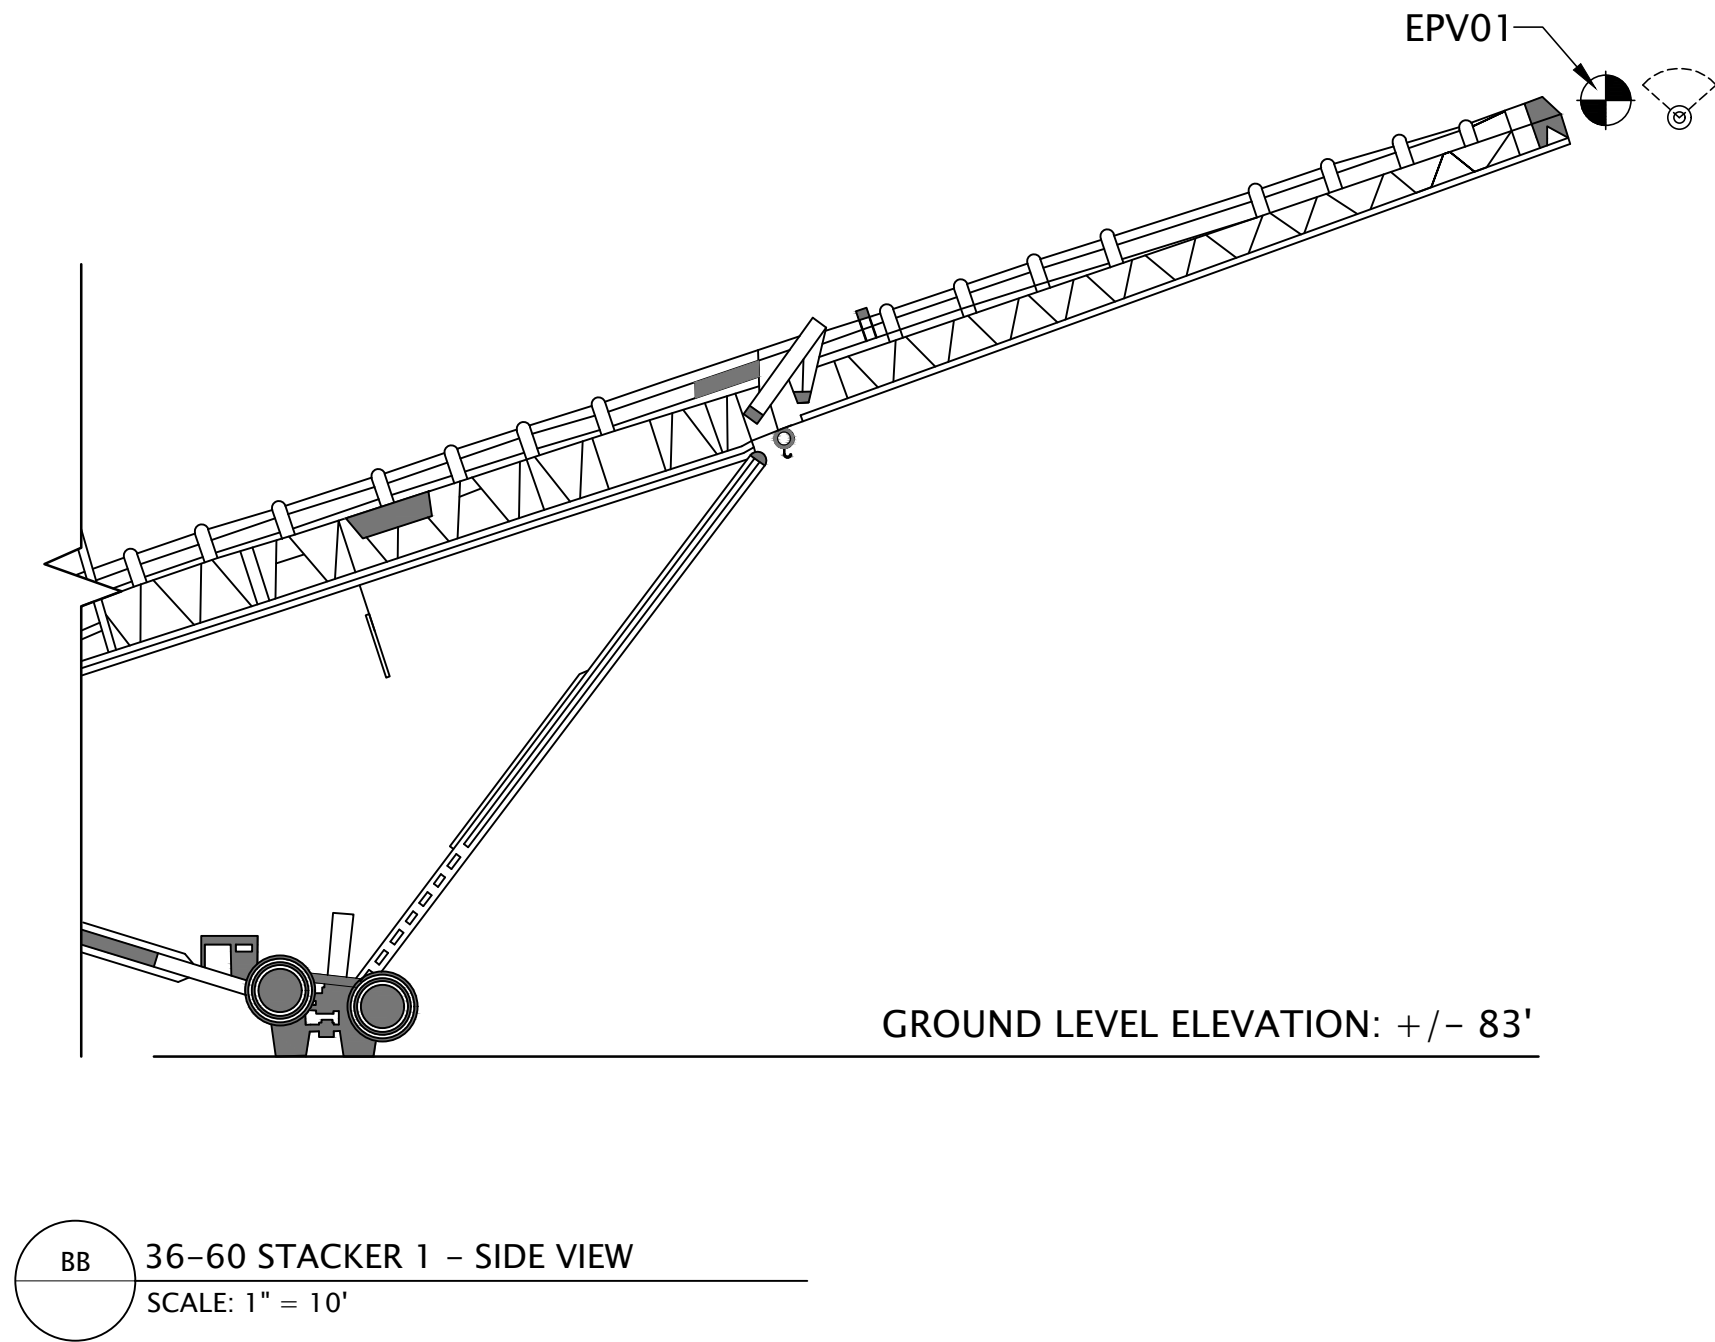 EPV01
GROUND LEVEL ELEVATION: +/- 83'
BB
36-60 STACKER 1 - SIDE VIEW
SCALE: 1" = 10'